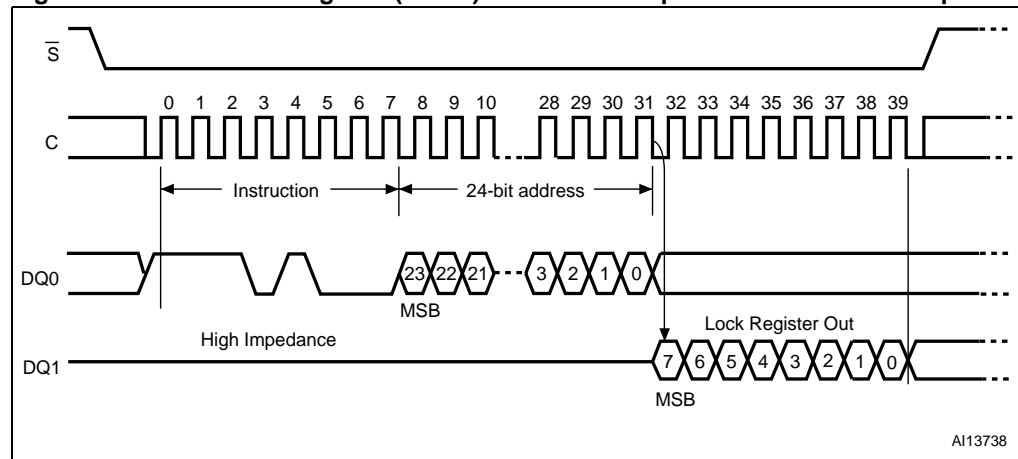 S
0 1 2 3 4 5 6 7 8 9 10 28 29 30 31 32 33 34 35 36 37 38 39
C
Instruction 24-bit address
DQ0 23 22 21 3 2 1 0
MSB
High Impedance Lock Register Out
DQ1 7 6 5 4 3 2 1 0
MSB
AI13738